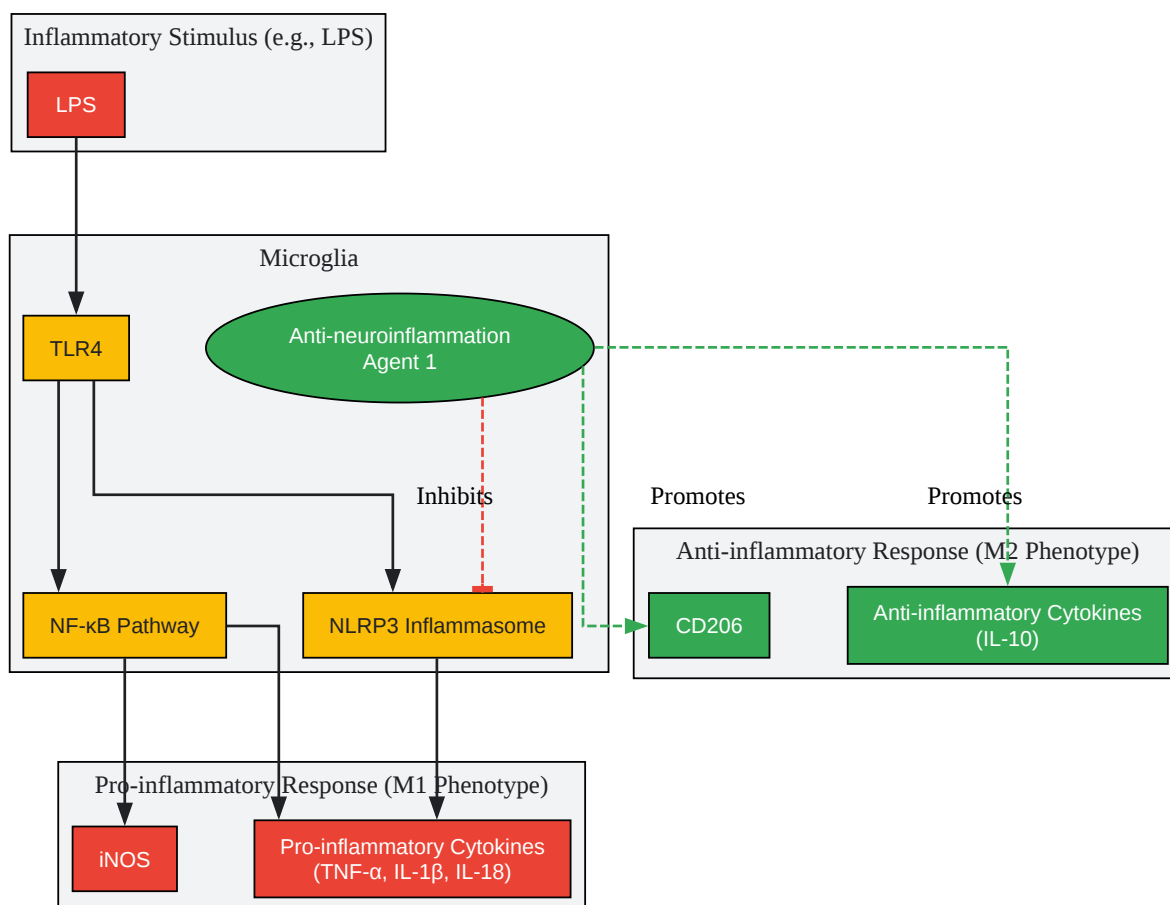 Inflammatory Stimulus (e.g., LPS)
LPS
Microglia
TLR4
Anti-neuroinflammation
Agent 1
Inhibits
Promotes
Promotes
Anti-inflammatory Response (M2 Phenotype)
NF-κB Pathway
NLRP3 Inflammasome
CD206
Anti-inflammatory Cytokines
(IL-10)
Pro-inflammatory Response (M1 Phenotype)
iNOS
Pro-inflammatory Cytokines
(TNF-α, IL-1β, IL-18)